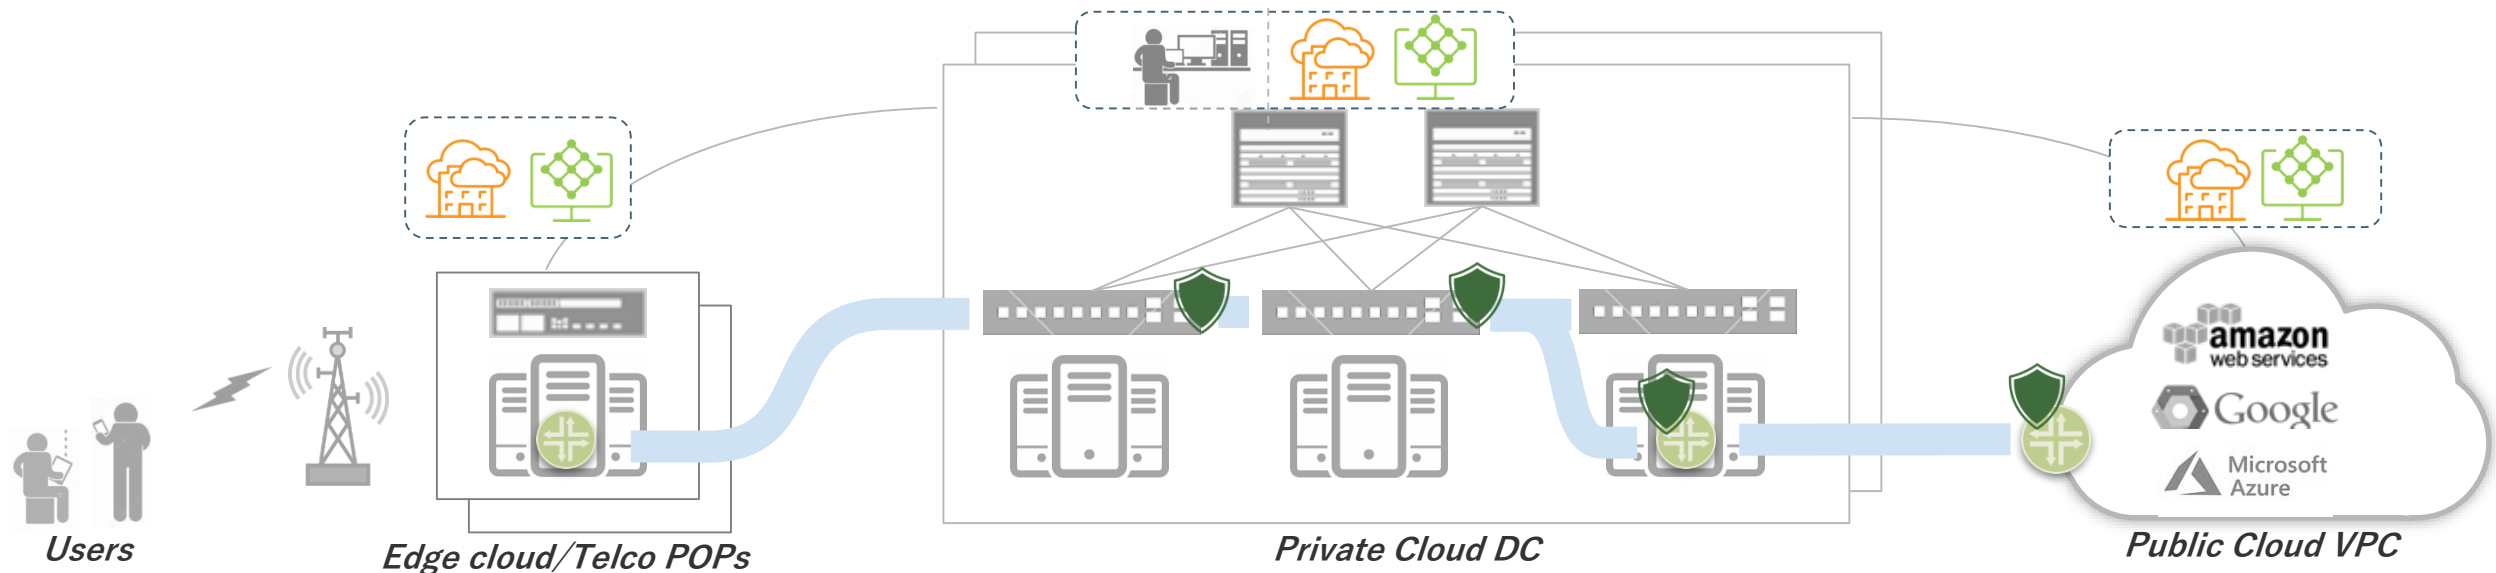 amazon
web services
Google
Microsoft
Azure
Users
Edge cloud/Telco POPs
Private Cloud DC
Public Cloud VPC